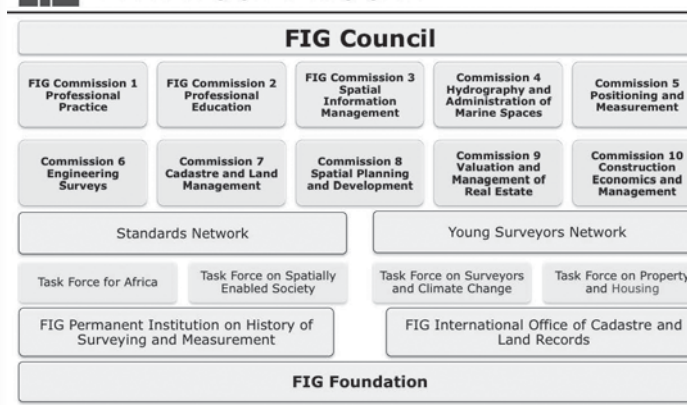 FIG Council
FIG Commission 1
Professional
Practice
FIG Commission 2
Professional
Education
FIG Commission 3
Spatial
Information
Management
Commission 4
Hydrography and
Administration of
Marine Spaces
Commission 5
Positioning and
Measurement
Commission 6
Engineering
Surveys
Commission 7
Cadastre and Land
Management
Commission 8
Spatial Planning
and Development
Commission 9
Valuation and
Management of
Real Estate
Commission 10
Construction
Economics and
Management
Standards Network
Young Surveyors Network
Task Force for Africa
Task Force on Spatially
Enabled Society
Task Force on Surveyors
and Climate Change
Task Force on Property
and Housing
FIG Permanent Institution on History of
Surveying and Measurement
FIG International Office of Cadastre and
Land Records
FIG Foundation